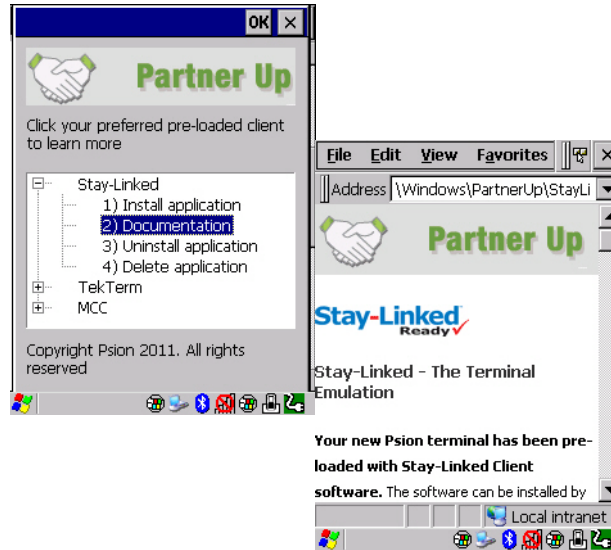 OK
Partner Up
Click your preferred pre-loaded client
to learn more
Stay-Linked
1) Install application
2) Documentation
3) Uninstall application
4) Delete application
TekTerm
MCC
Copyright Psion 2011. All rights
reserved
File Edit View Favorites
Address \Windows\PartnerUp\StayLi
Partner Up
Stay-Linked
Ready
Stay-Linked - The Terminal
Emulation
Your new Psion terminal has been pre-
loaded with Stay-Linked Client
software. The software can be installed by
Local intranet